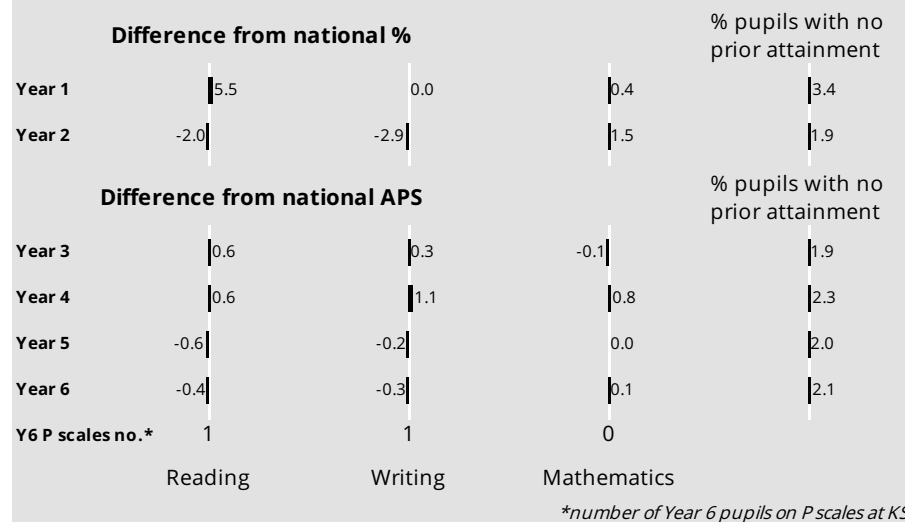 Difference from national %
% pupils with no
prior attainment
Year 1 5.5 0.0 0.4 3.4
Year 2 -2.0 -2.9 1.5 1.9
Difference from national APS
% pupils with no
prior attainment
Year 3 0.6 0.3 -0.1 1.9
Year 4 0.6 1.1 0.8 2.3
Year 5 -0.6 -0.2 0.0 2.0
Year 6 -0.4 -0.3 0.1 2.1
Y6 P scales no.* 1 1 0
Reading Writing Mathematics
*number of Year 6 pupils on P scales at KS